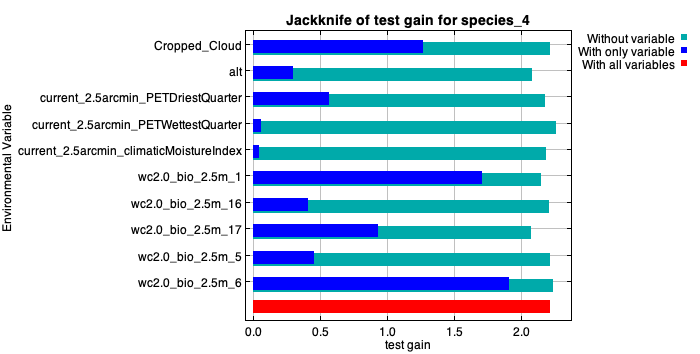 Jackknife of test gain for species_4
Without variable
With only variable
With all variables
Environmental Variable
Cropped_Cloud
alt
current_2.5arcmin_PETDriestQuarter
current_2.5arcmin_PETWettestQuarter
current_2.5arcmin_climaticMoistureIndex
wc2.0_bio_2.5m_1
wc2.0_bio_2.5m_16
wc2.0_bio_2.5m_17
wc2.0_bio_2.5m_5
wc2.0_bio_2.5m_6
0.0 0.5 1.0 1.5 2.0
test gain